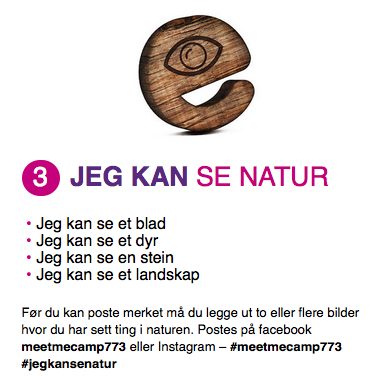 e
3 JEG KAN SE NATUR
• Jeg kan se et blad
• Jeg kan se et dyr
• Jeg kan se en stein
• Jeg kan se et landskap
Før du kan poste merket må du legge ut to eller flere bilder
hvor du har sett ting i naturen. Postes på facebook
meetmecamp773 eller Instagram – #meetmecamp773
#jegkansenatur